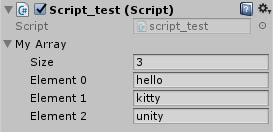 Script_test (Script)
Script script_test
My Array
Size 3
Element 0 hello
Element 1 kitty
Element 2 unity